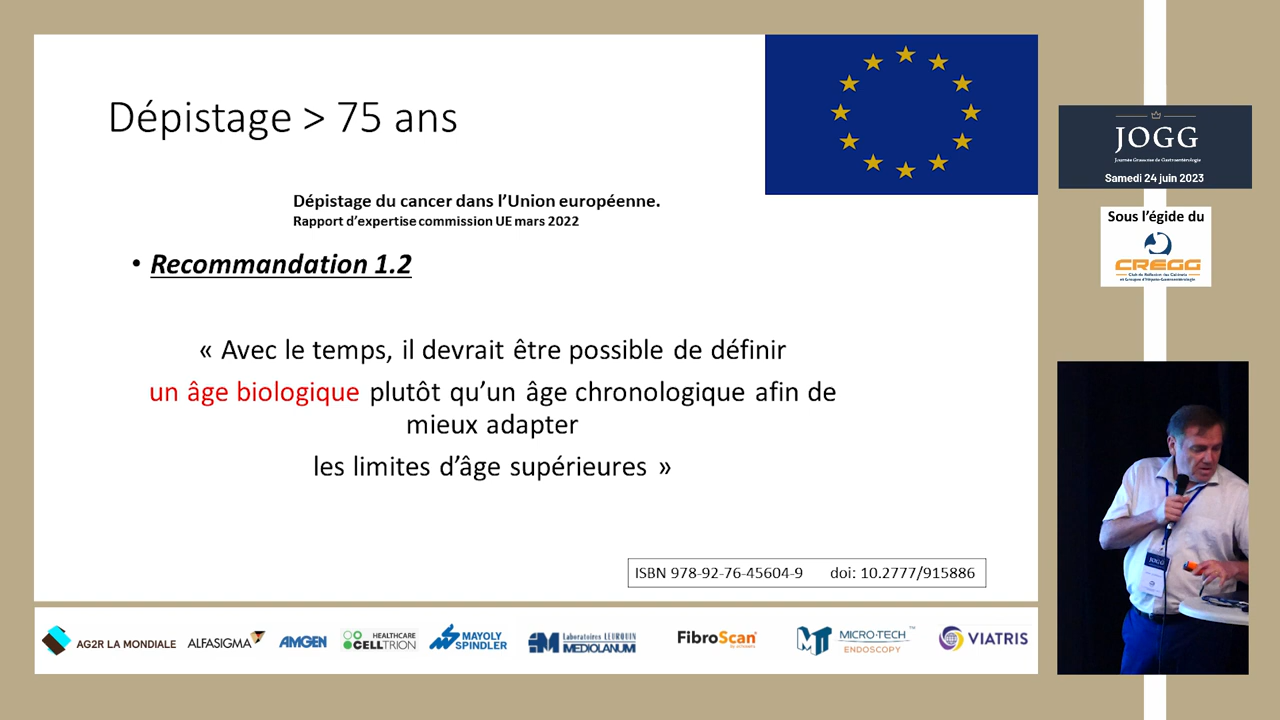 Dépistage > 75 ans
Dépistage du cancer dans l’Union européenne.
Rapport d’expertise commission UE mars 2022
• Recommandation 1.2
« Avec le temps, il devrait être possible de définir
un âge biologique plutôt qu’un âge chronologique afin de
mieux adapter
les limites d’âge supérieures »
ISBN 978-92-76-45604-9 doi: 10.2777/915886
AG2R LA MONDIALE
ALFASIGMA
AMGEN
HEALTHCARE
CELLTRION
MAYOLY
SPINDLER
Laboratoires LEURQUIN
MEDIOLANUM
FibroScan
MICRO-TECH™
ENDOSCOPY
VIATRIS
JOGG
Journée Grassoise de Gastroentérologie
Samedi 24 juin 2023
Sous l’égide du
CREGG
Club de Réflexion des Cabinets
et Groupes d’Hépato-Gastroentérologie
JOGG